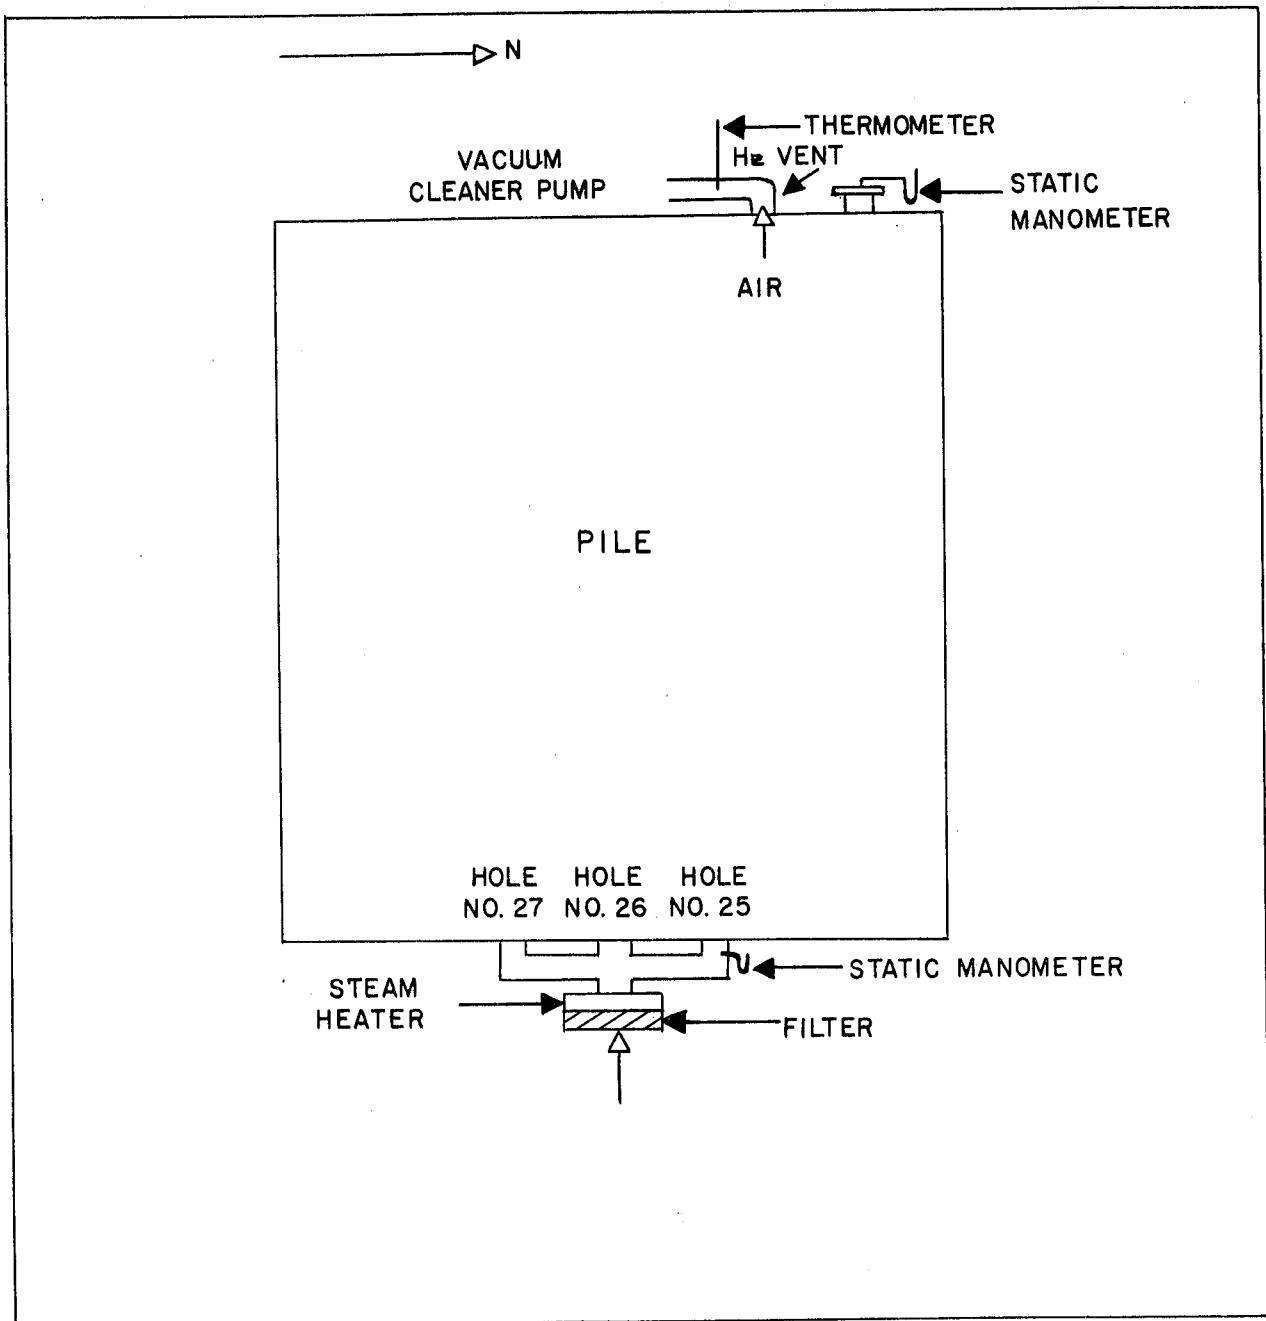 N
THERMOMETER
H2 VENT
VACUUM
CLEANER PUMP
STATIC
MANOMETER
AIR
PILE
HOLE HOLE HOLE
NO. 27 NO. 26 NO. 25
STATIC MANOMETER
STEAM
HEATER
FILTER